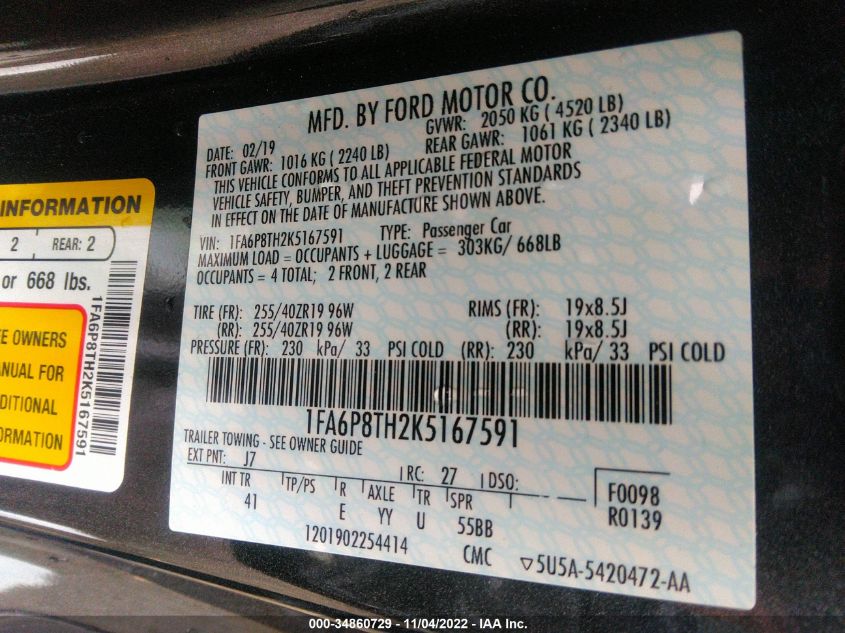 INFORMATION
2 REAR: 2
or 668 lbs.
EE OWNERS
ANUAL FOR
DDITIONAL
INFORMATION
1FA6P8TH2K5167591
MFD. BY FORD MOTOR CO.
DATE: 02/19 GVWR: 2050 KG ( 4520 LB)
FRONT GAWR: 1016 KG ( 2240 LB) REAR GAWR: 1061 KG ( 2340 LB)
THIS VEHICLE CONFORMS TO ALL APPLICABLE FEDERAL MOTOR
VEHICLE SAFETY, BUMPER, AND THEFT PREVENTION STANDARDS
IN EFFECT ON THE DATE OF MANUFACTURE SHOWN ABOVE.
VIN: 1FA6P8TH2K5167591 TYPE: Passenger Car
MAXIMUM LOAD = OCCUPANTS + LUGGAGE = 303KG/ 668LB
OCCUPANTS = 4 TOTAL; 2 FRONT, 2 REAR
TIRE (FR): 255/40ZR19 96W RIMS (FR): 19x8.5J
(RR): 255/40ZR19 96W (RR): 19x8.5J
PRESSURE (FR): 230 kPa/ 33 PSI COLD (RR): 230 kPa/ 33 PSI COLD
1FA6P8TH2K5167591
TRAILER TOWING - SEE OWNER GUIDE
EXT PNT: J7 RC: 27 DSO:
INT TR TP/PS R AXLE TR SPR F0098
41 E YY U 55BB R0139
1201902254414 CMC ▽5U5A-5420472-AA
000-34860729 - 11/04/2022 - IAA Inc.